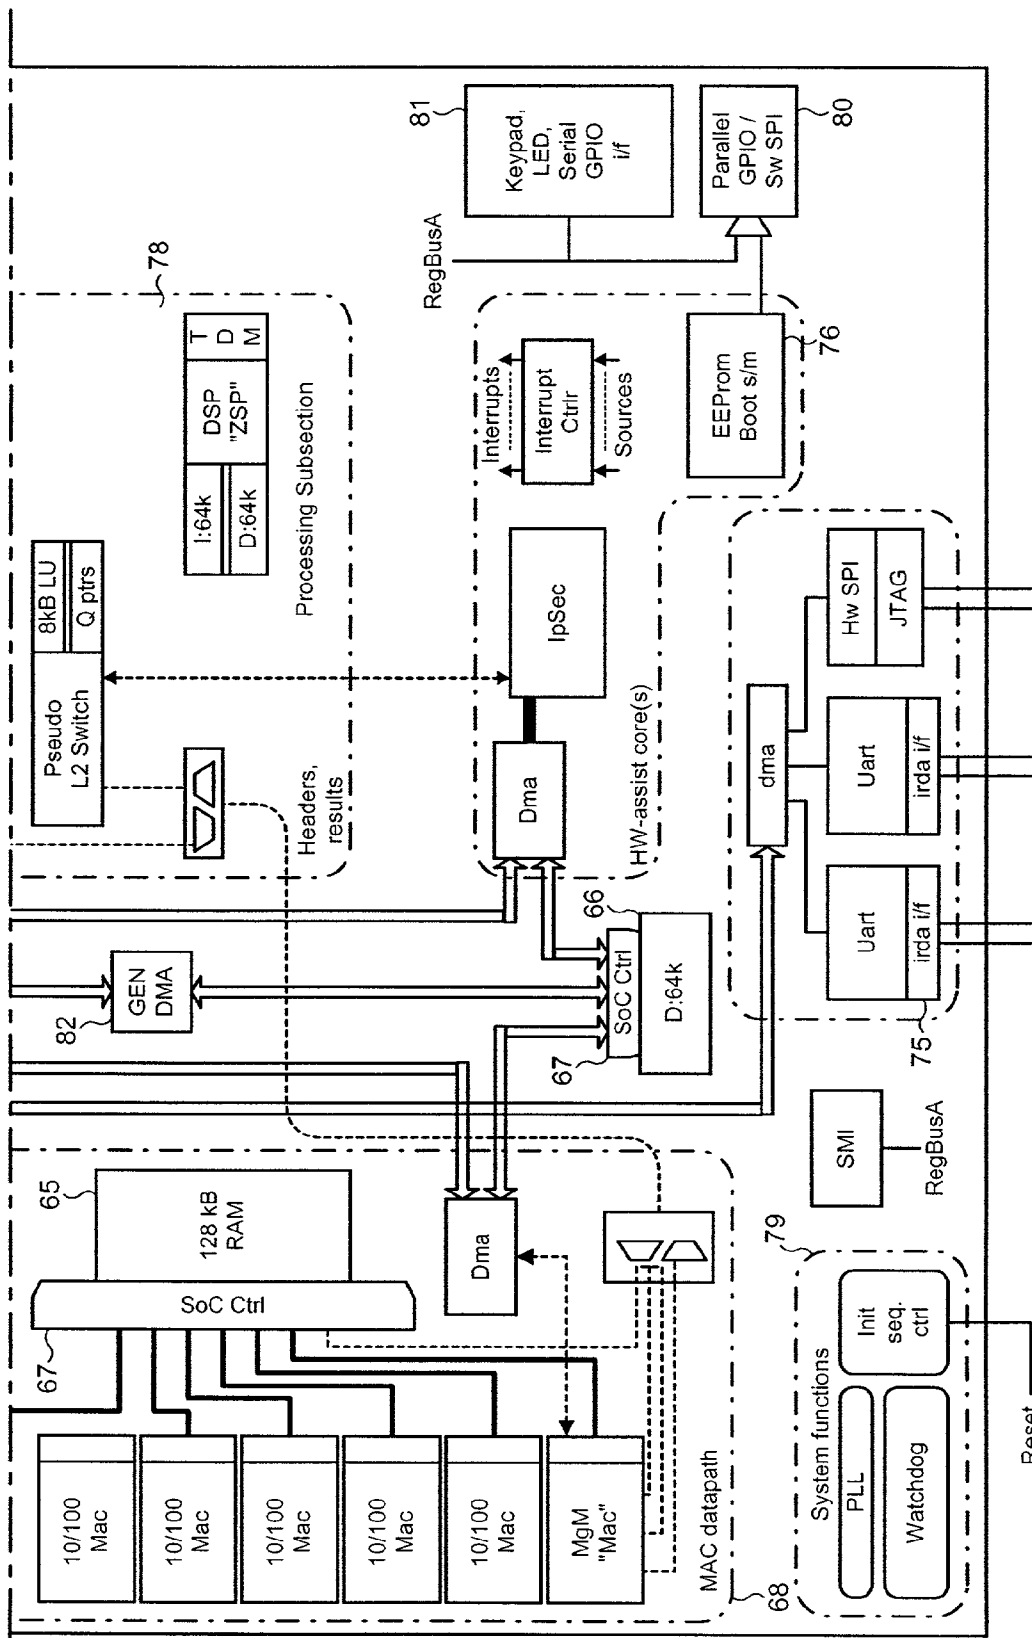 10/100
Mac
10/100
Mac
10/100
Mac
10/100
Mac
10/100
Mac
MgM
"Mac"
MAC datapath
68
67
SoC Ctrl
65
128 kB
RAM
Dma
82
GEN
DMA
67
SoC Ctrl
66
D:64k
Pseudo
L2 Switch
8kB LU
Q ptrs
Headers,
results
I:64k
D:64k
DSP
"ZSP"
T
D
M
Processing Subsection
78
Dma
IpSec
HW-assist core(s)
Interrupts
Interrupt
Ctrlr
Sources
EEProm
Boot s/m
76
RegBusA
81
Keypad,
LED,
Serial
GPIO
i/f
Parallel
GPIO /
Sw SPI
80
System functions
79
PLL
Watchdog
Init
seq.
ctrl
Reset
SMI
RegBusA
dma
Uart
irda i/f
75
Uart
irda i/f
Hw SPI
JTAG